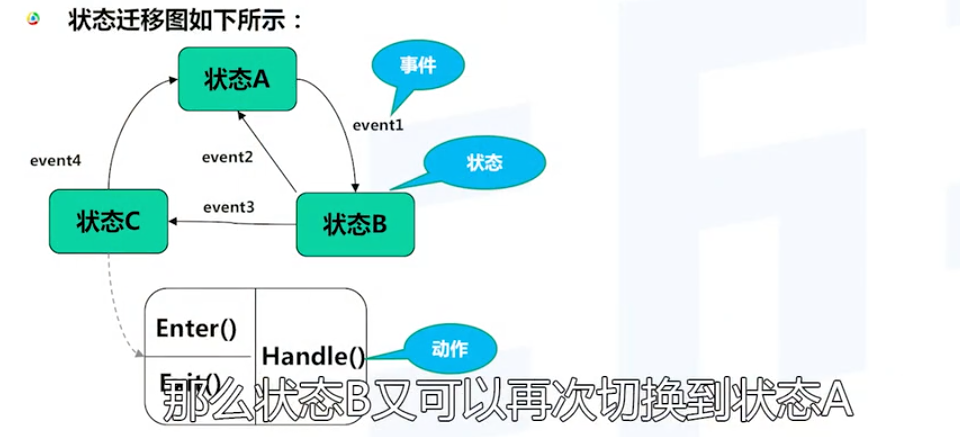 状态迁移图如下所示：
状态A
事件
event1
event2
event4
状态
状态C
event3
状态B
Enter()
Handle()
动作
Exit()
那么状态B又可以再次切换到状态A